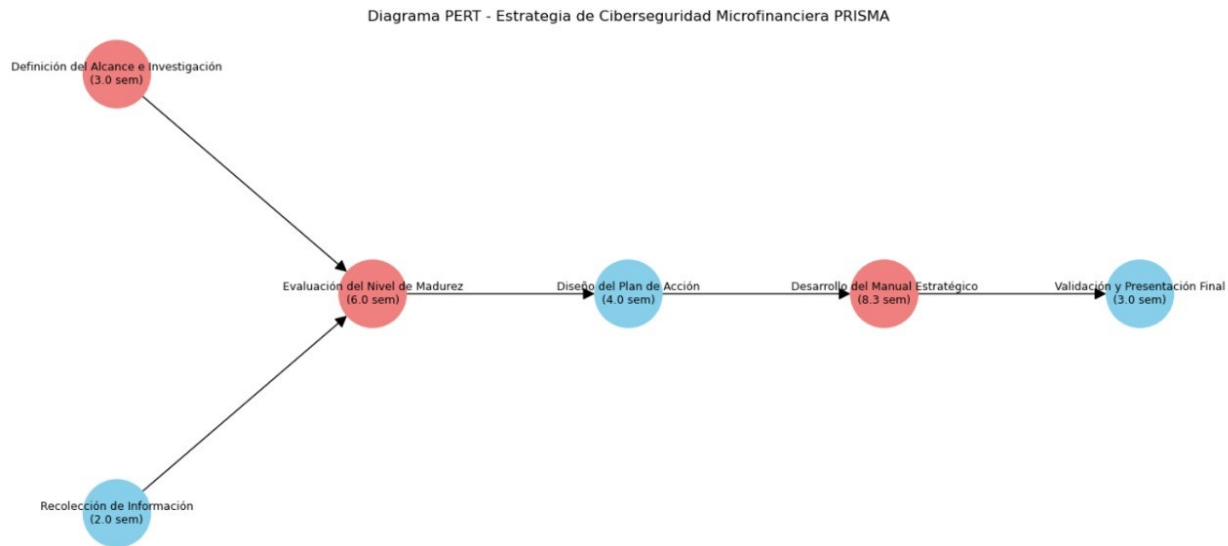 Diagrama PERT - Estrategia de Ciberseguridad Microfinanciera PRISMA
Definición del Alcance e Investigación
(3.0 sem)
Evaluación del Nivel de Madurez
(6.0 sem)
Diseño del Plan de Acción
(4.0 sem)
Desarrollo del Manual Estratégico
(8.3 sem)
Validación y Presentación Final
(3.0 sem)
Recolección de Información
(2.0 sem)